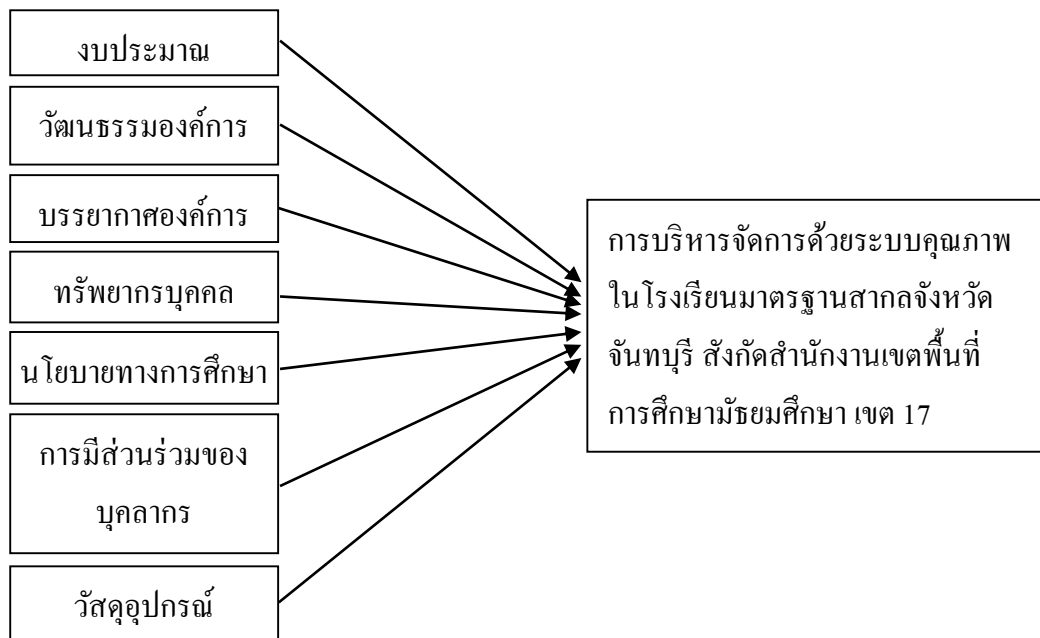 งบประมาณ
วัฒนธรรมองค์การ
บรรยากาศองค์การ
ทรัพยากรบุคคล
นโยบายทางการศึกษา
การมีส่วนร่วมของ
บุคลากร
วัสดุอุปกรณ์
การบริหารจัดการด้วยระบบคุณภาพ
ในโรงเรียนมาตรฐานสากลจังหวัด
จันทบุรี สังกัดสำนักงานเขตพื้นที่
การศึกษามัธยมศึกษา เขต 17